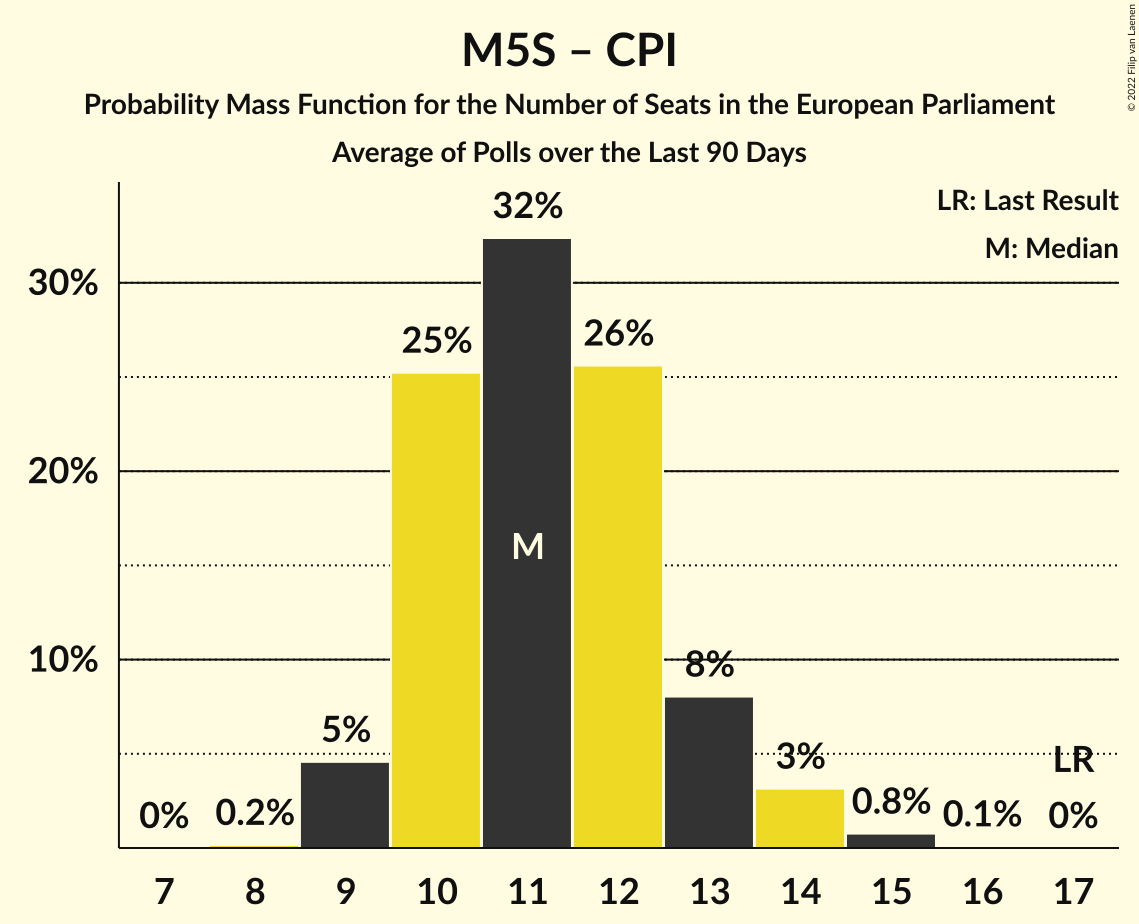 M5S – CPI
Probability Mass Function for the Number of Seats in the European Parliament
Average of Polls over the Last 90 Days
© 2022 Filip van Laenen
LR: Last Result
M: Median
30%
20%
10%
0%
0.2%
5%
25%
32%
26%
8%
3%
0.8%
0.1%
0%
LR
M
7 8 9 10 11 12 13 14 15 16 17